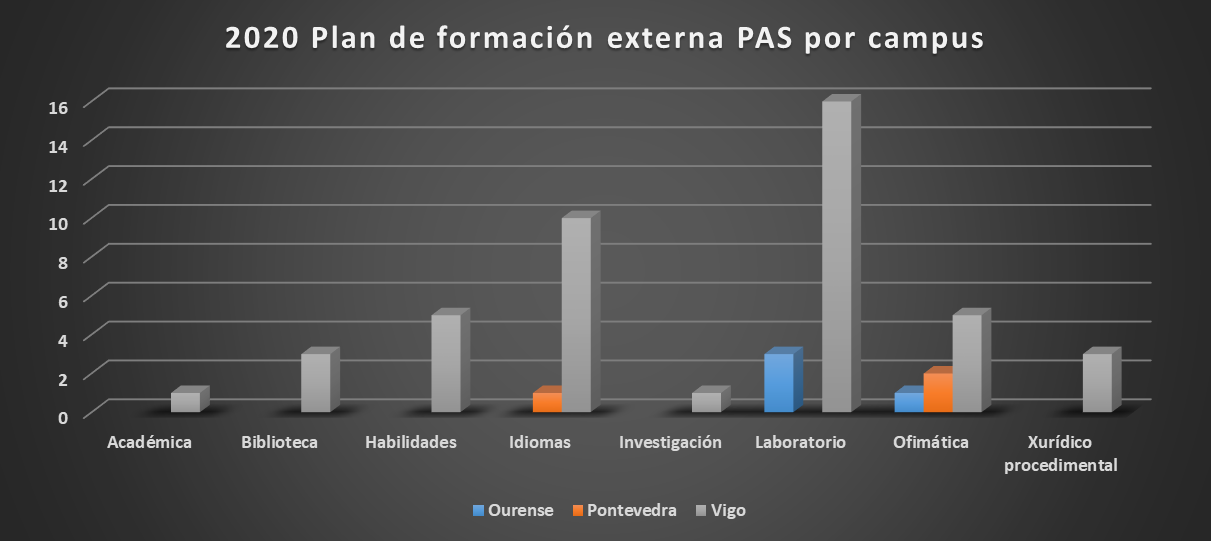 2020 Plan de formación externa PAS por campus
16
14
12
10
8
6
4
2
0
Académica
Biblioteca
Habilidades
Idiomas
Investigación
Laboratorio
Ofimática
Xurídico
procedimental
Ourense
Pontevedra
Vigo